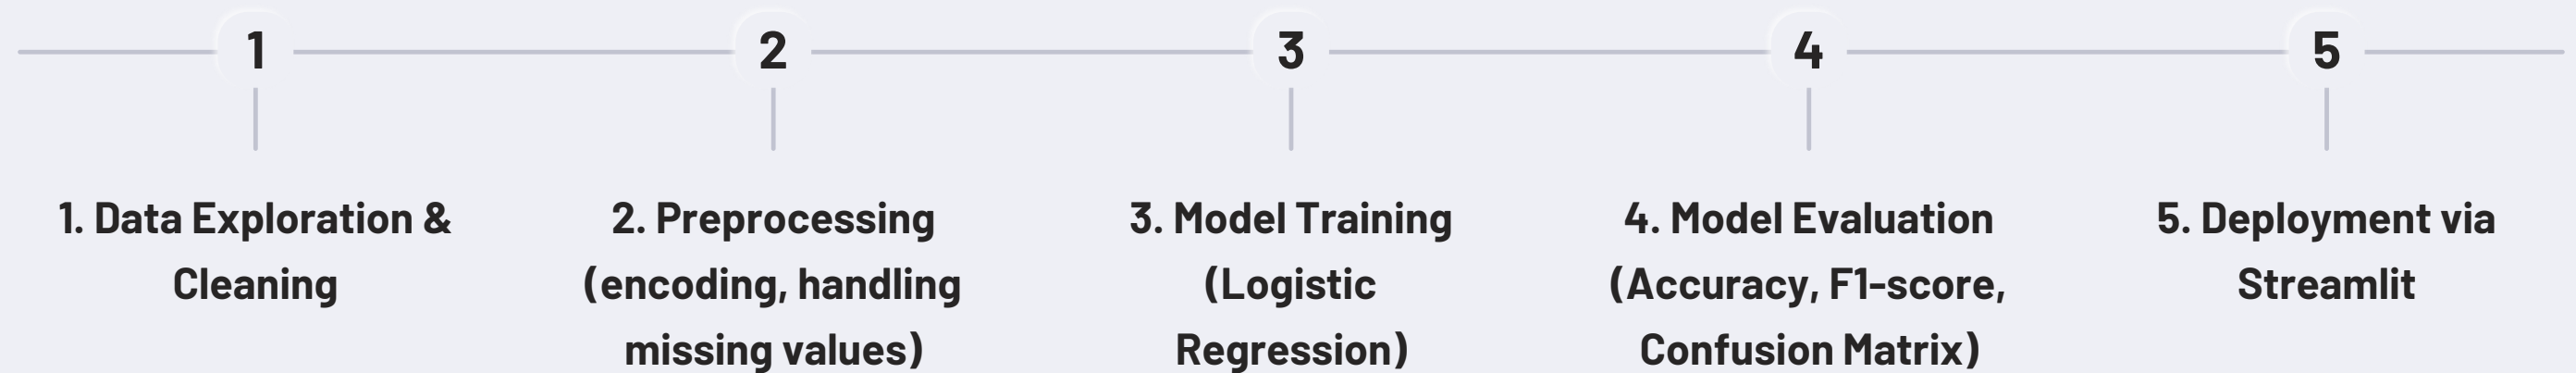 1
2
3
4
5
1. Data Exploration &
Cleaning
2. Preprocessing
(encoding, handling
missing values)
3. Model Training
(Logistic
Regression)
4. Model Evaluation
(Accuracy, F1-score,
Confusion Matrix)
5. Deployment via
Streamlit